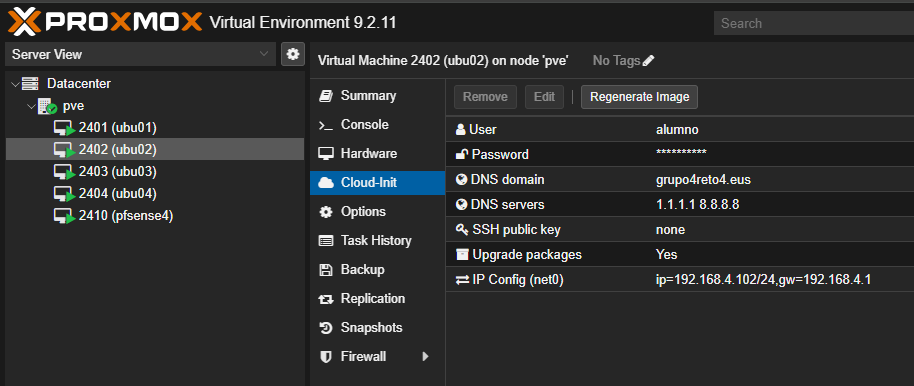 PROXMOX Virtual Environment 9.2.11
Search
Server View
Datacenter
pve
2401 (ubu01)
2402 (ubu02)
2403 (ubu03)
2404 (ubu04)
2410 (pfsense4)
Virtual Machine 2402 (ubu02) on node 'pve'
No Tags
Summary
Console
Hardware
Cloud-Init
Options
Task History
Backup
Replication
Snapshots
Firewall
Remove
Edit
Regenerate Image
User alumno
Password **********
DNS domain grupo4reto4.eus
DNS servers 1.1.1.1 8.8.8.8
SSH public key none
Upgrade packages Yes
IP Config (net0) ip=192.168.4.102/24,gw=192.168.4.1